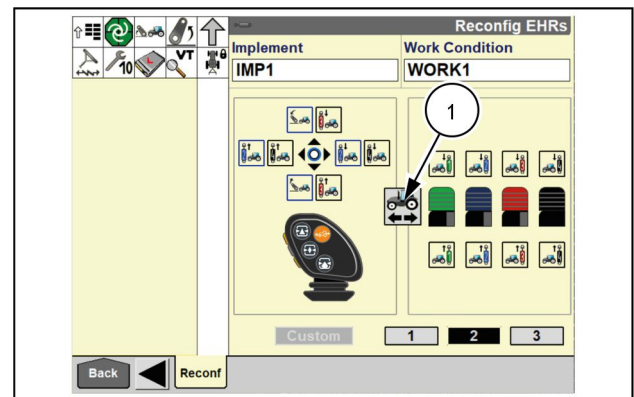 Reconfig EHRs
Implement
Work Condition
IMP1
WORK1
1
VT
10
Custom
1
2
3
Back
Reconf